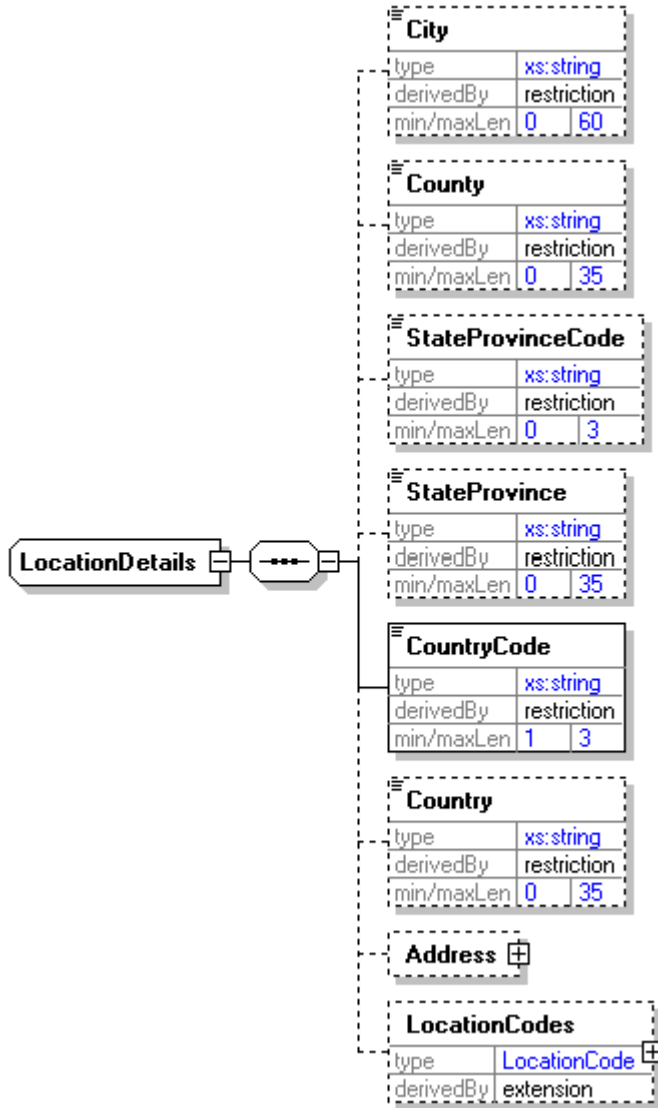 City
type xs:string
derivedBy restriction
min/maxLen 0 60
County
type xs:string
derivedBy restriction
min/maxLen 0 35
StateProvinceCode
type xs:string
derivedBy restriction
min/maxLen 0 3
StateProvince
type xs:string
derivedBy restriction
min/maxLen 0 35
LocationDetails
CountryCode
type xs:string
derivedBy restriction
min/maxLen 1 3
Country
type xs:string
derivedBy restriction
min/maxLen 0 35
Address
LocationCodes
type LocationCode
derivedBy extension